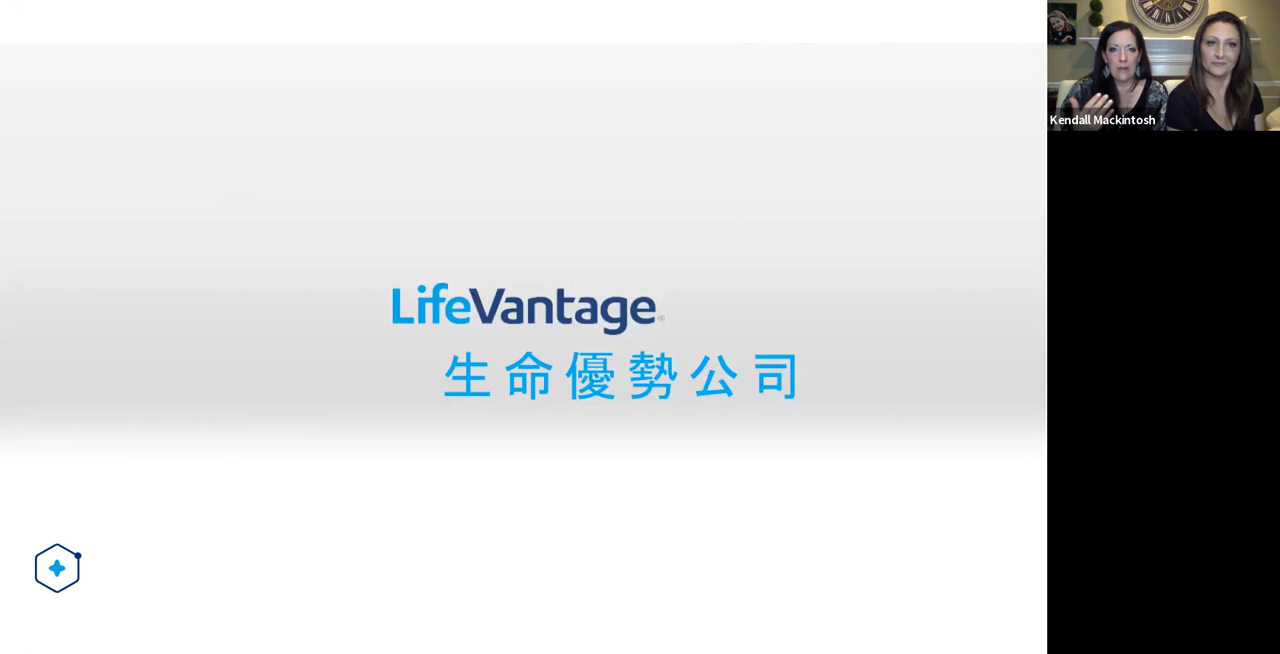 LifeVantage®
生命優勢公司
Kendall Mackintosh